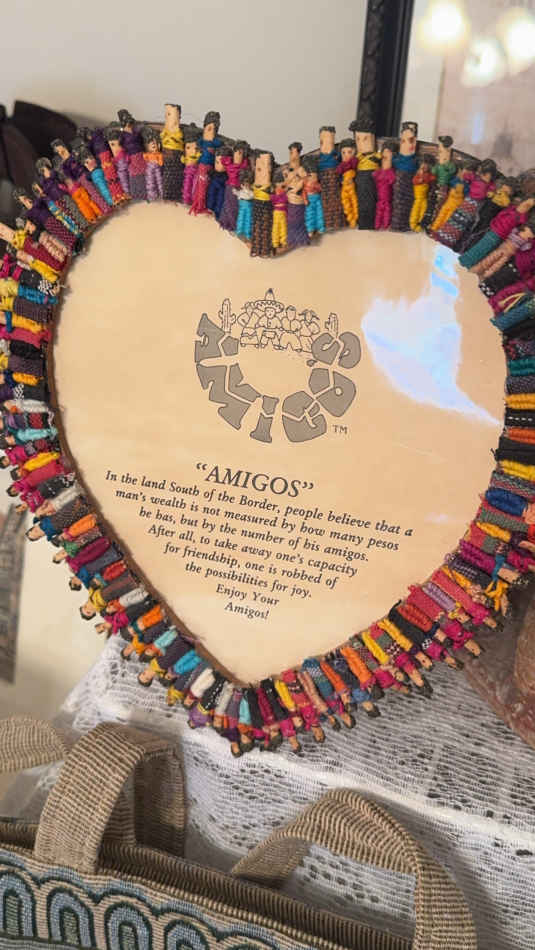 AMIGOS
TM
“AMIGOS”
In the land South of the Border, people believe that a
man's wealth is not measured by how many pesos
he has, but by the number of his amigos.
After all, to take away one's capacity
for friendship, one is robbed of
the possibilities for joy.
Enjoy Your
Amigos!